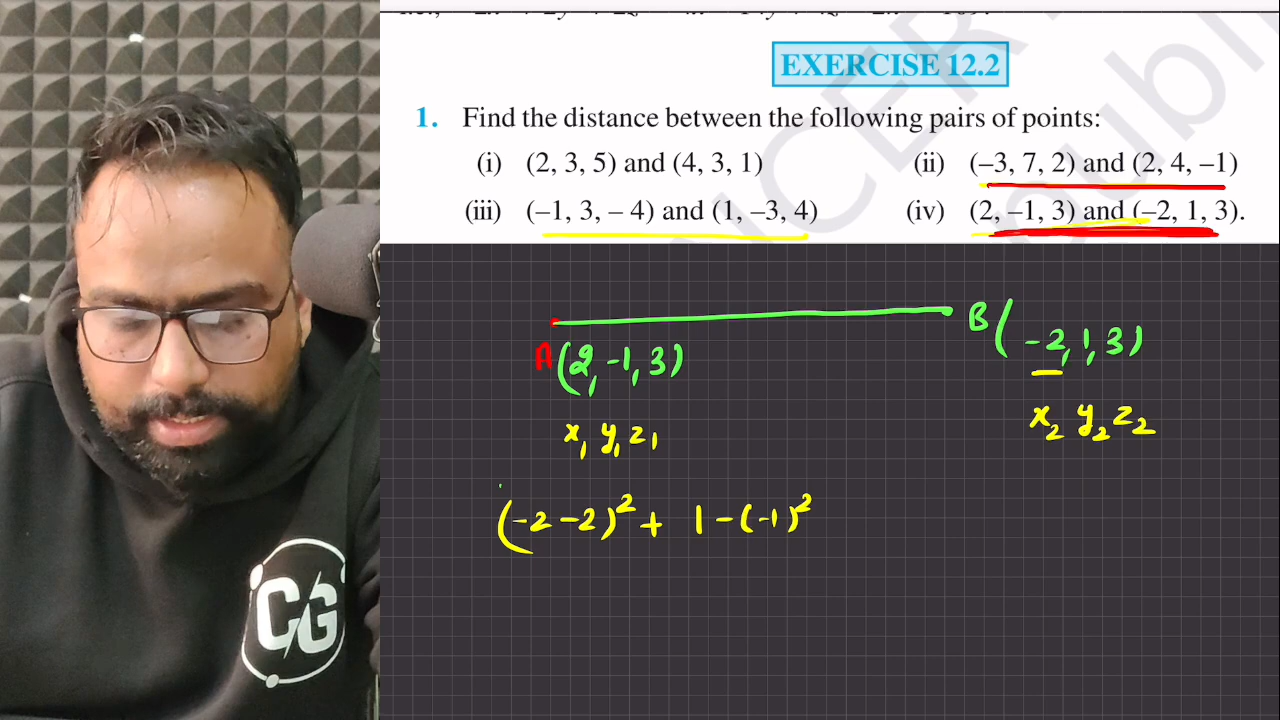 EXERCISE 12.2
1. Find the distance between the following pairs of points:
(i) (2, 3, 5) and (4, 3, 1) (ii) (–3, 7, 2) and (2, 4, –1)
(iii) (–1, 3, – 4) and (1, –3, 4) (iv) (2, –1, 3) and (–2, 1, 3).
A (2, -1, 3) B (-2, 1, 3)
x₁ y₁ z₁ x₂ y₂ z₂
(-2 -2)² + 1 - (-1)²
CG